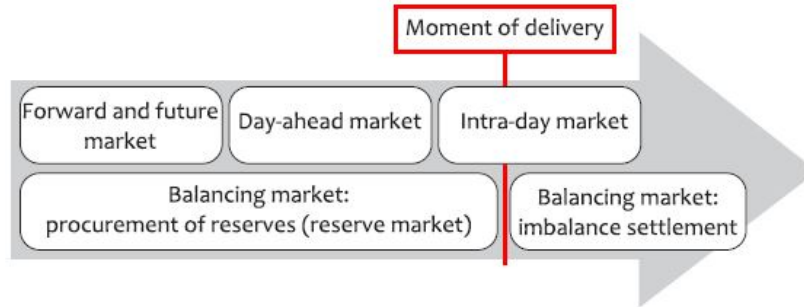 Moment of delivery
Forward and future
market
Day-ahead market
Intra-day market
Balancing market:
procurement of reserves (reserve market)
Balancing market:
imbalance settlement